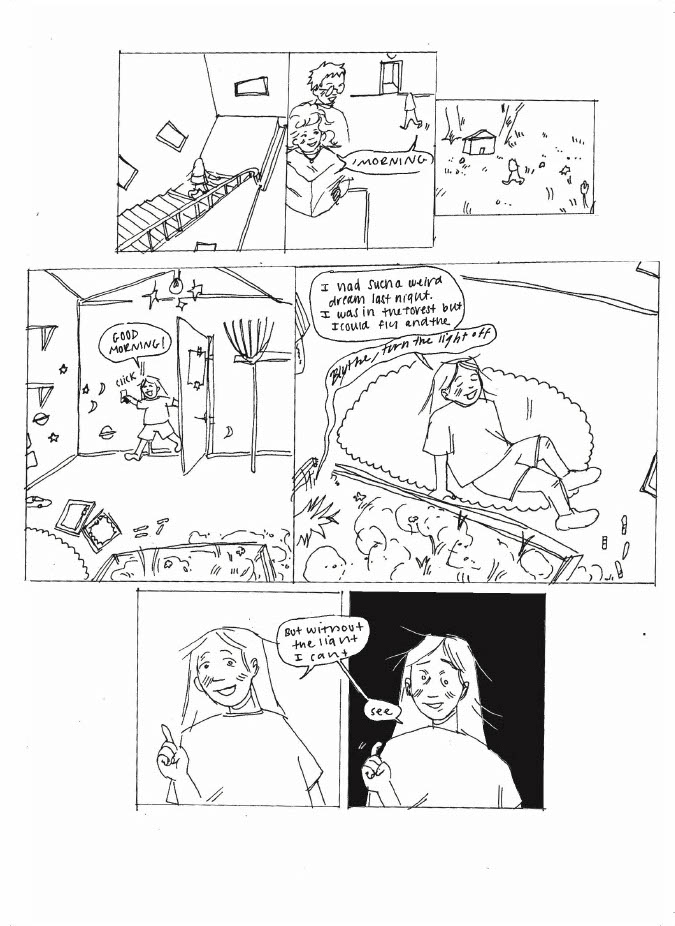 MORNING
GOOD
MORNING!
CLICK
I had such a weird
dream last night.
I was in the forest but
I could fly and the
Blythe, turn the light off
But without
the light
I can't
see